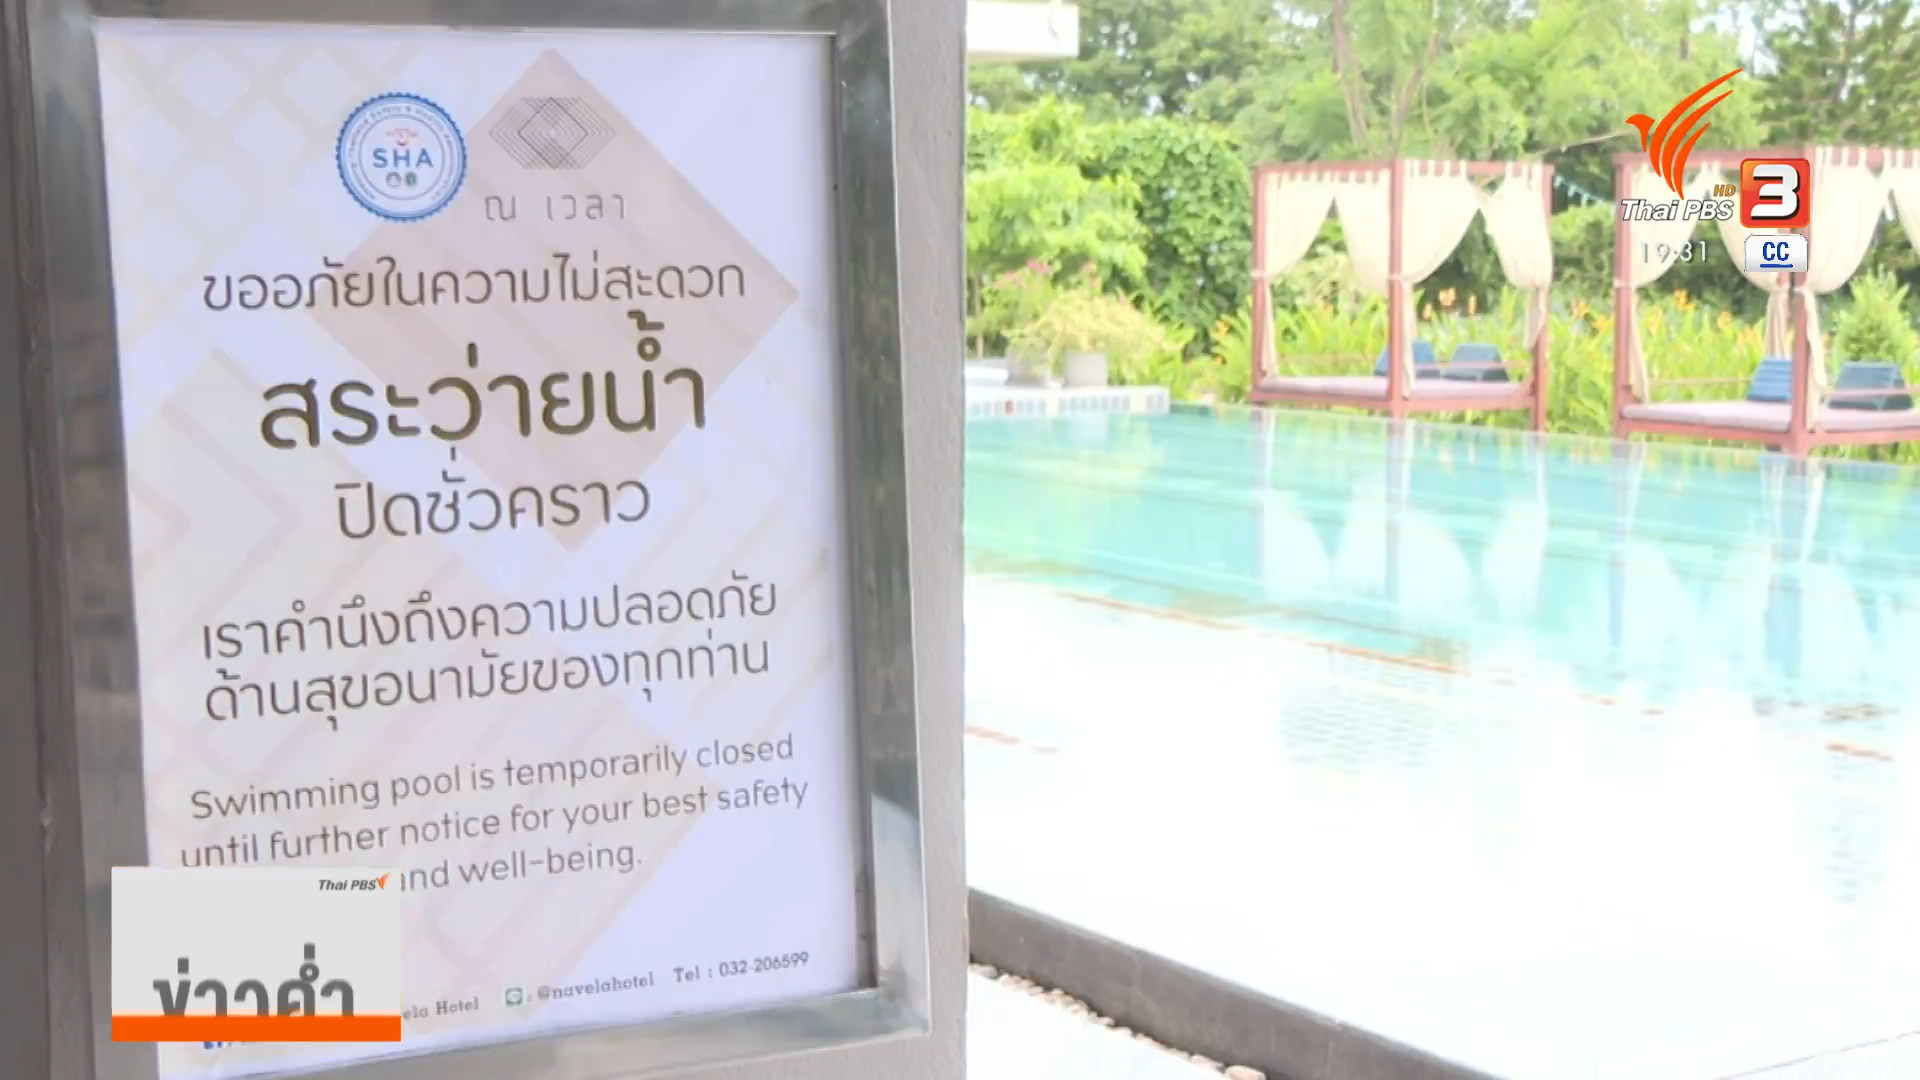 SHA
ณ เวลา
ขออภัยในความไม่สะดวก
สระว่ายน้ำ
ปิดชั่วคราว
เราคำนึงถึงความปลอดภัย
ด้านสุขอนามัยของทุกท่าน
Swimming pool is temporarily closed
until further notice for your best safety
and well-being.
Hotel : @navelahotel Tel : 032-206599
Thai PBS
ข่าวค่ำ
HD
Thai PBS 3
19:31 CC